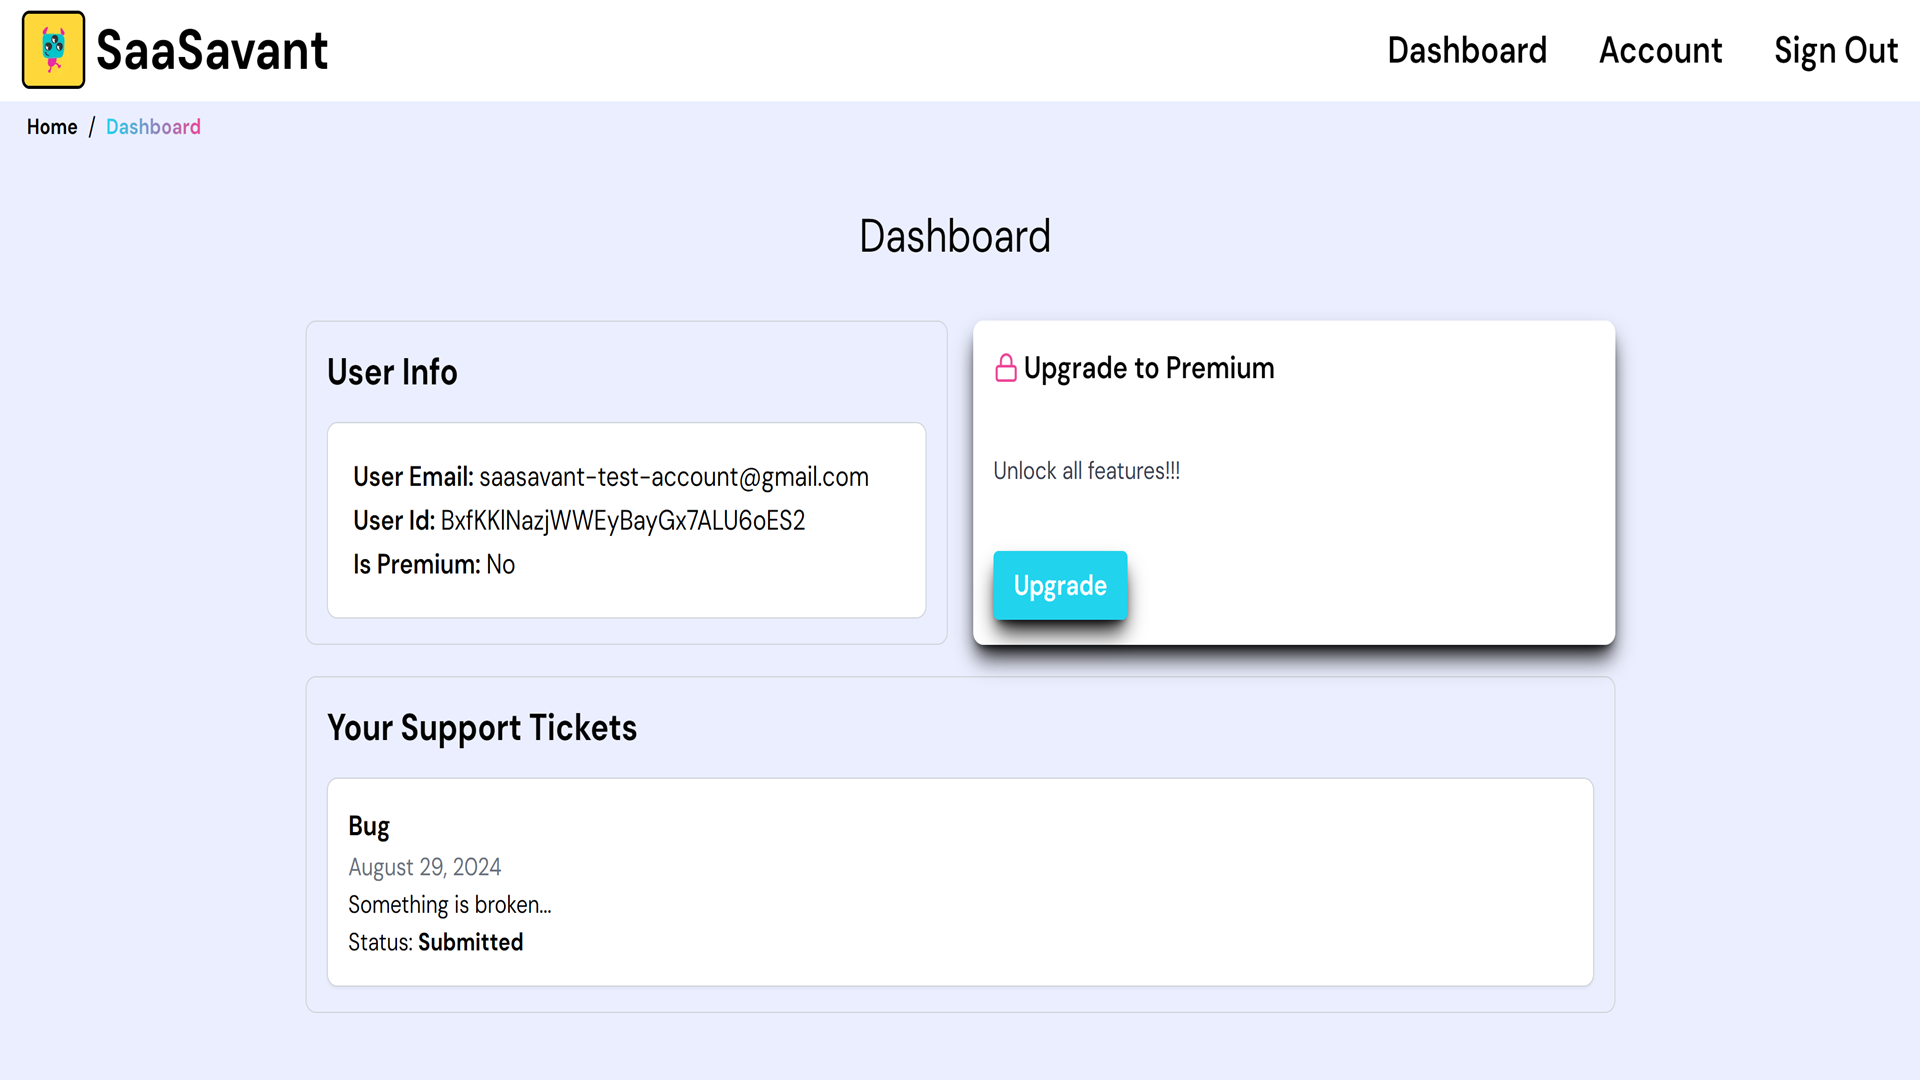 SaaSavant
Dashboard Account Sign Out
Home / Dashboard
Dashboard
User Info
User Email: saasavant-test-account@gmail.com
User Id: BxfKKlNazjWWEyBayGx7ALU6oES2
Is Premium: No
Upgrade to Premium
Unlock all features!!!
Upgrade
Your Support Tickets
Bug
August 29, 2024
Something is broken...
Status: Submitted